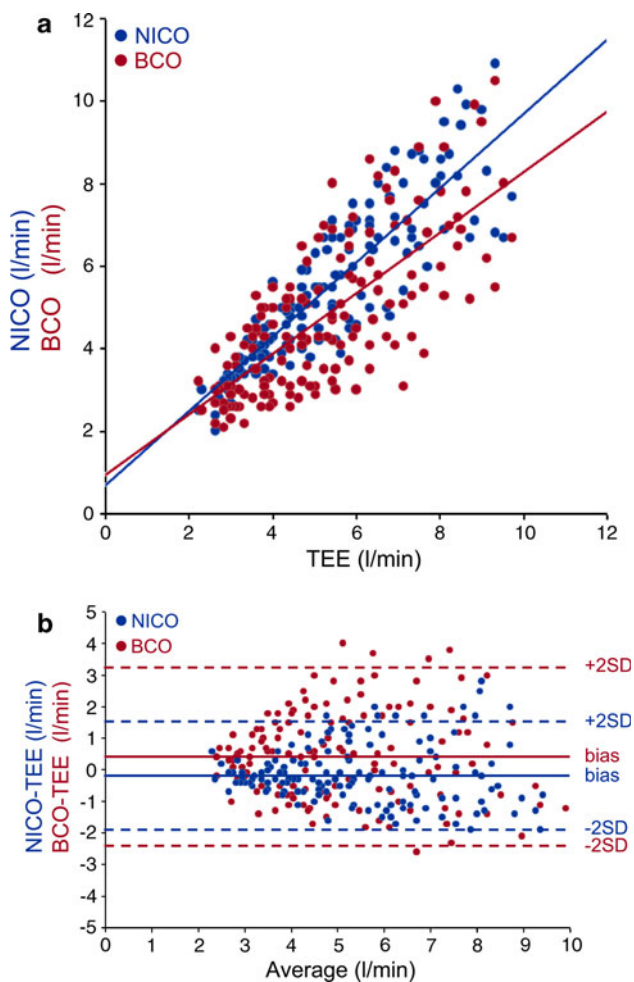 a
NICO
BCO
12
10
8
6
4
2
0
NICO (l/min)
BCO (l/min)
0 2 4 6 8 10 12
TEE (l/min)
b
NICO
BCO
5
4
3
2
1
0
-1
-2
-3
-4
-5
NICO-TEE (l/min)
BCO-TEE (l/min)
+2SD
+2SD
bias
bias
-2SD
-2SD
0 1 2 3 4 5 6 7 8 9 10
Average (l/min)